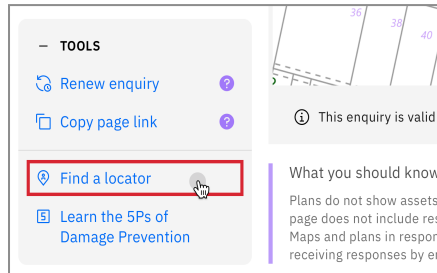 TOOLS
Renew enquiry ?
Copy page link ?
Find a locator
5 Learn the 5Ps of
Damage Prevention
36
38
40
This enquiry is valid
What you should know
Plans do not show assets
page does not include res
Maps and plans in respon
receiving responses by e